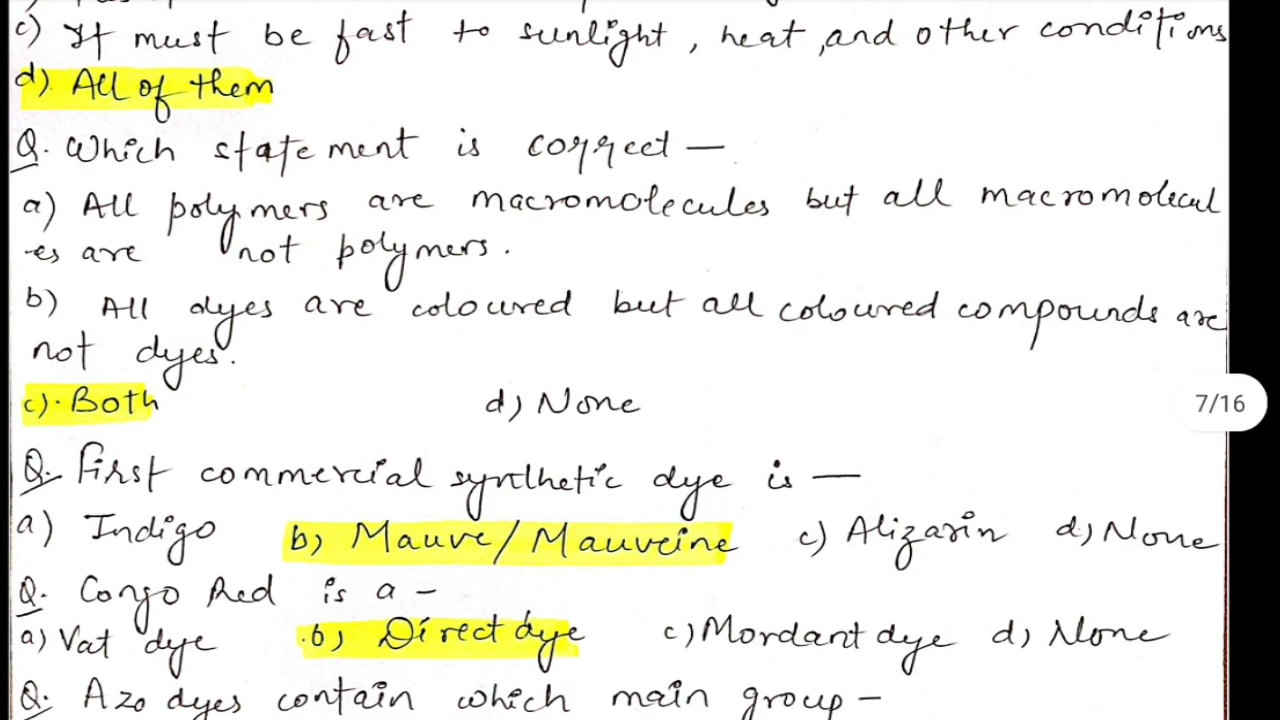 c) It must be fast to sunlight, heat, and other conditions
d) All of them
Q. Which statement is correct —
a) All polymers are macromolecules but all macromolecul
-es are not polymers.
b) All dyes are coloured but all coloured compounds are
not dyes.
c). Both d) None
7/16
Q. First commercial synthetic dye is —
a) Indigo b) Mauve/Mauveine c) Alizarin d) None
Q. Congo Red is a -
a) Vat dye b) Direct dye c) Mordant dye d) None
Q. Azo dyes contain which main group -